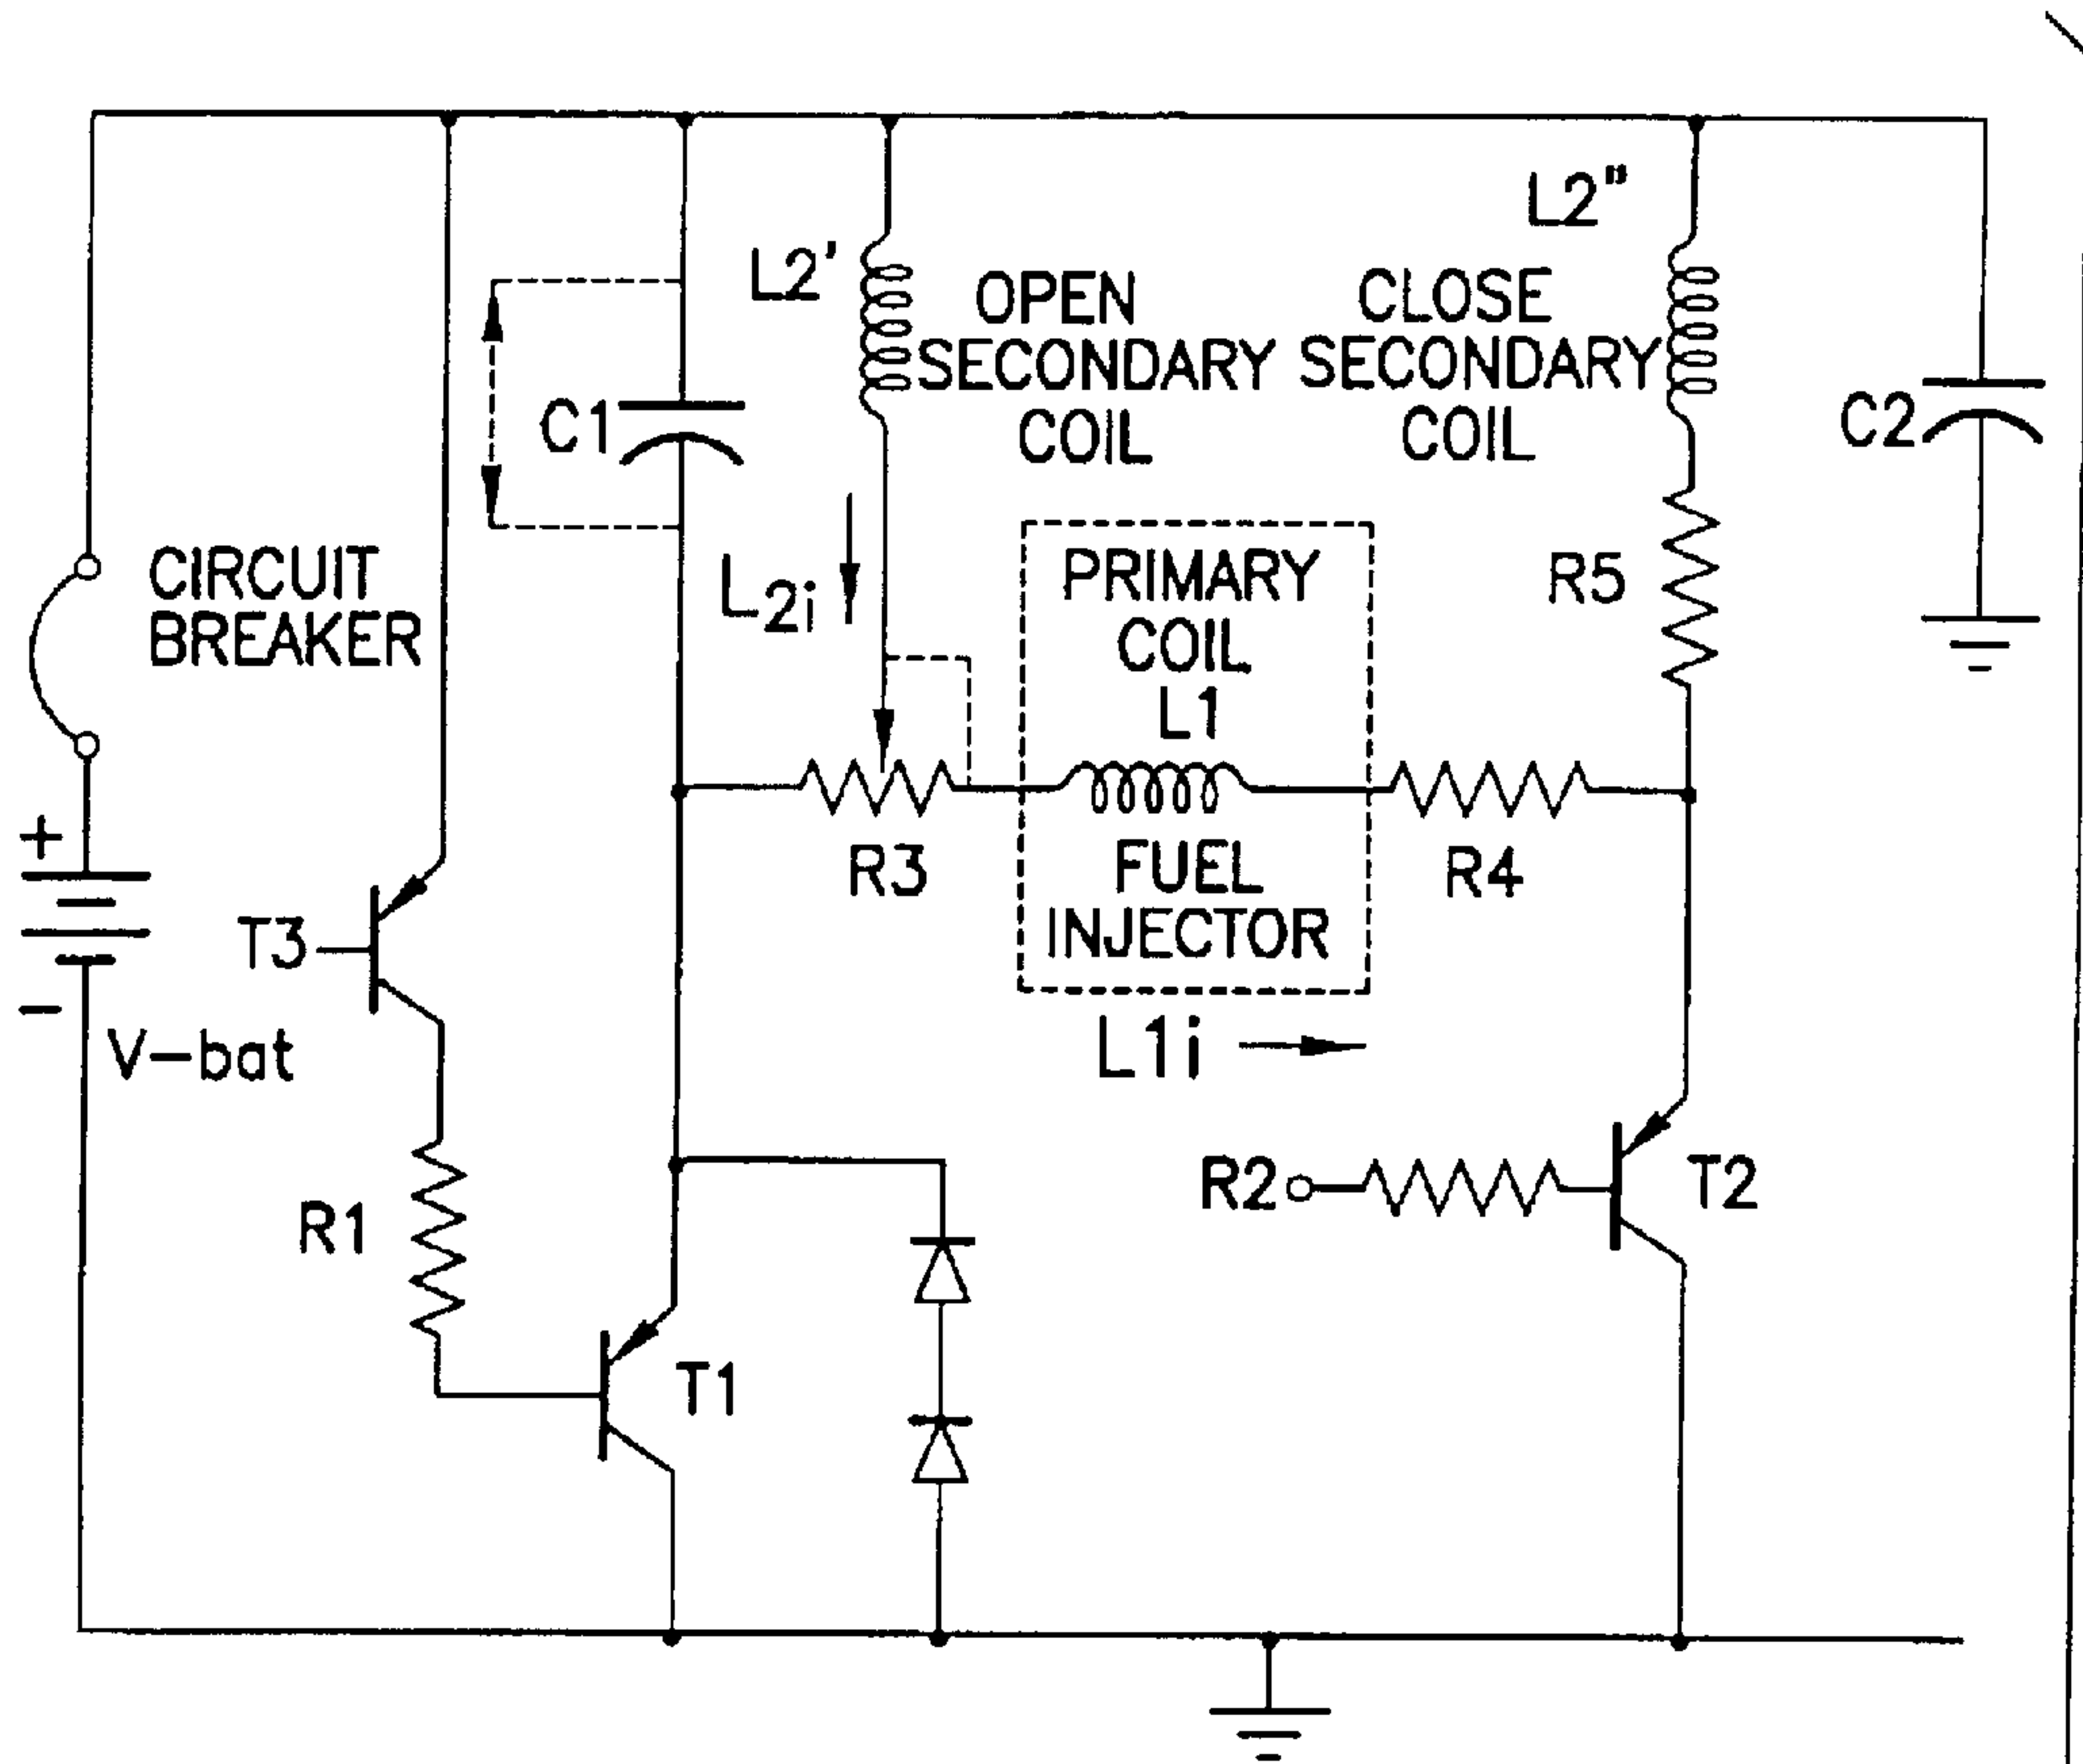 L2"
L2'
OPEN
SECONDARY
COIL
CLOSE
SECONDARY
COIL
C1
C2
CIRCUIT
BREAKER
L2i
PRIMARY
COIL
L1
R5
+
R3
FUEL
INJECTOR
R4
T3
-
V-bat
L1i
R2
T2
R1
T1